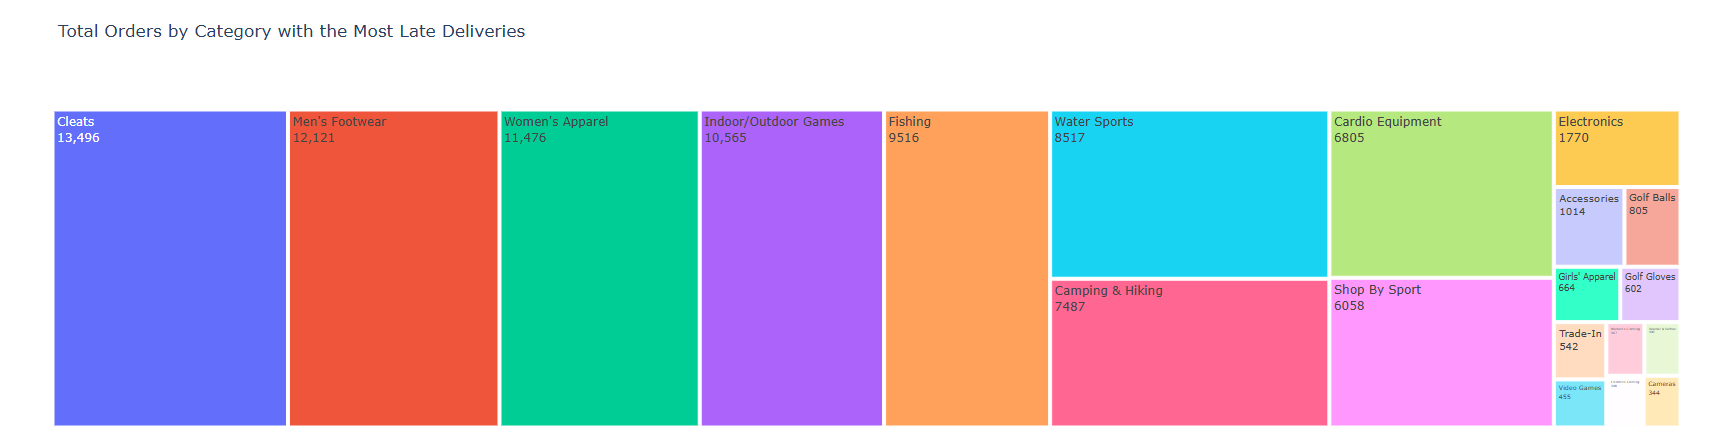 Total Orders by Category with the Most Late Deliveries
Cleats
13,496
Men's Footwear
12,121
Women's Apparel
11,476
Indoor/Outdoor Games
10,565
Fishing
9516
Water Sports
8517
Camping & Hiking
7487
Cardio Equipment
6805
Shop By Sport
6058
Electronics
1770
Accessories
1014
Golf Balls
805
Girls' Apparel
664
Golf Gloves
602
Trade-In
542
Video Games
455
Cameras
344